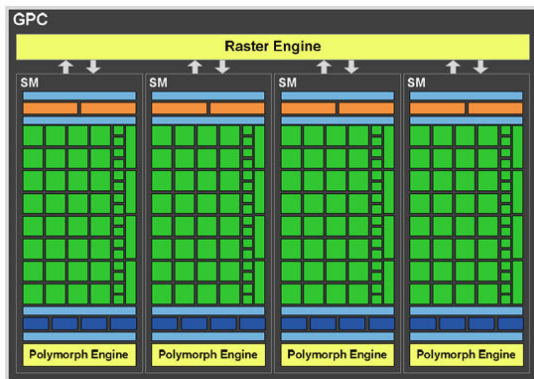 GPC
Raster Engine
SM SM SM SM
Polymorph Engine Polymorph Engine Polymorph Engine Polymorph Engine